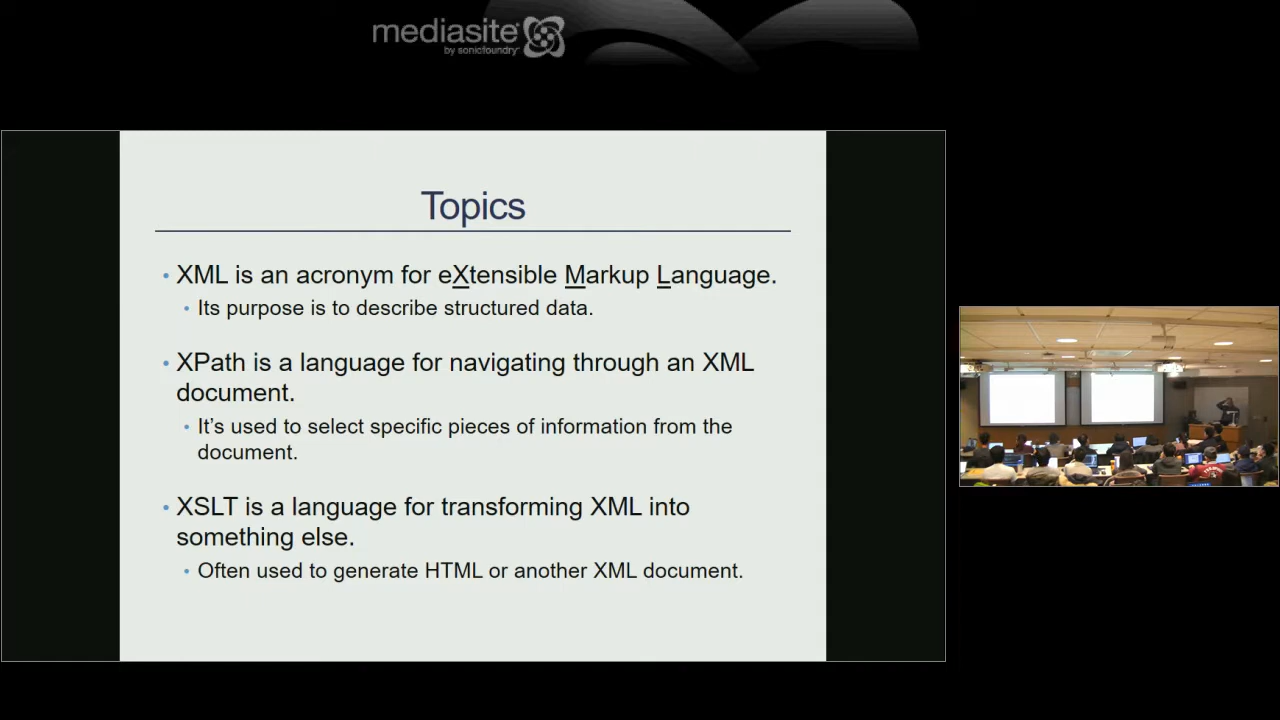 mediasite
by sonicfoundry
Topics
• XML is an acronym for eXtensible Markup Language.
• Its purpose is to describe structured data.
• XPath is a language for navigating through an XML
document.
• It's used to select specific pieces of information from the
document.
• XSLT is a language for transforming XML into
something else.
• Often used to generate HTML or another XML document.